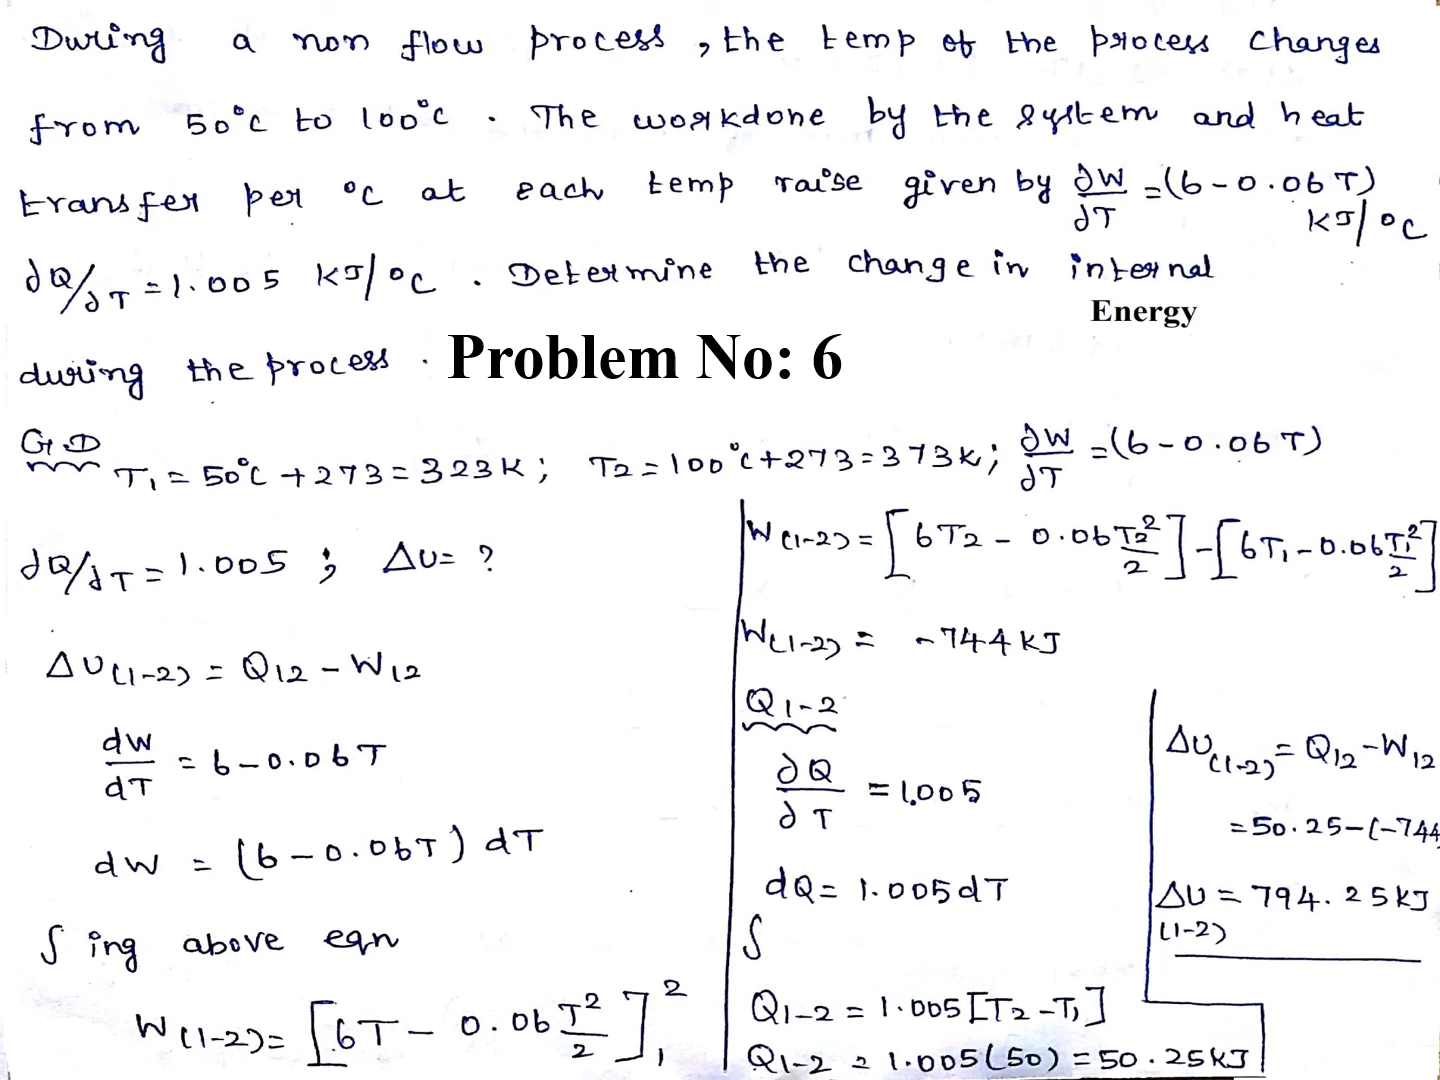 During a non flow process, the temp of the process changes
from 50°C to 100°C. The workdone by the system and heat
transfer per °C at each temp raise given by ∂W/∂T = (6-0.06T) KJ/°C
∂Q/∂T = 1.005 KJ/°C. Determine the change in internal
Energy
during the process.
Problem No: 6
G.D
T1 = 50°C + 273 = 323K; T2 = 100°C + 273 = 373K; ∂W/∂T = (6-0.06T)
∂Q/∂T = 1.005; ΔU = ?
ΔU(1-2) = Q12 - W12
dW/dT = 6-0.06T
dW = (6-0.06T) dT
∫ing above eqn
W(1-2) = [6T - 0.06 T²/2]₁²
W(1-2) = [6T2 - 0.06 T2²/2] - [6T1 - 0.06 T1²/2]
W(1-2) = -744 KJ
Q1-2
∂Q/∂T = 1.005
dQ = 1.005 dT
∫
Q1-2 = 1.005 [T2 - T1]
Q1-2 = 1.005 (50) = 50.25 KJ
ΔU(1-2) = Q12 - W12
= 50.25 - (-744
ΔU(1-2) = 794.25 KJ